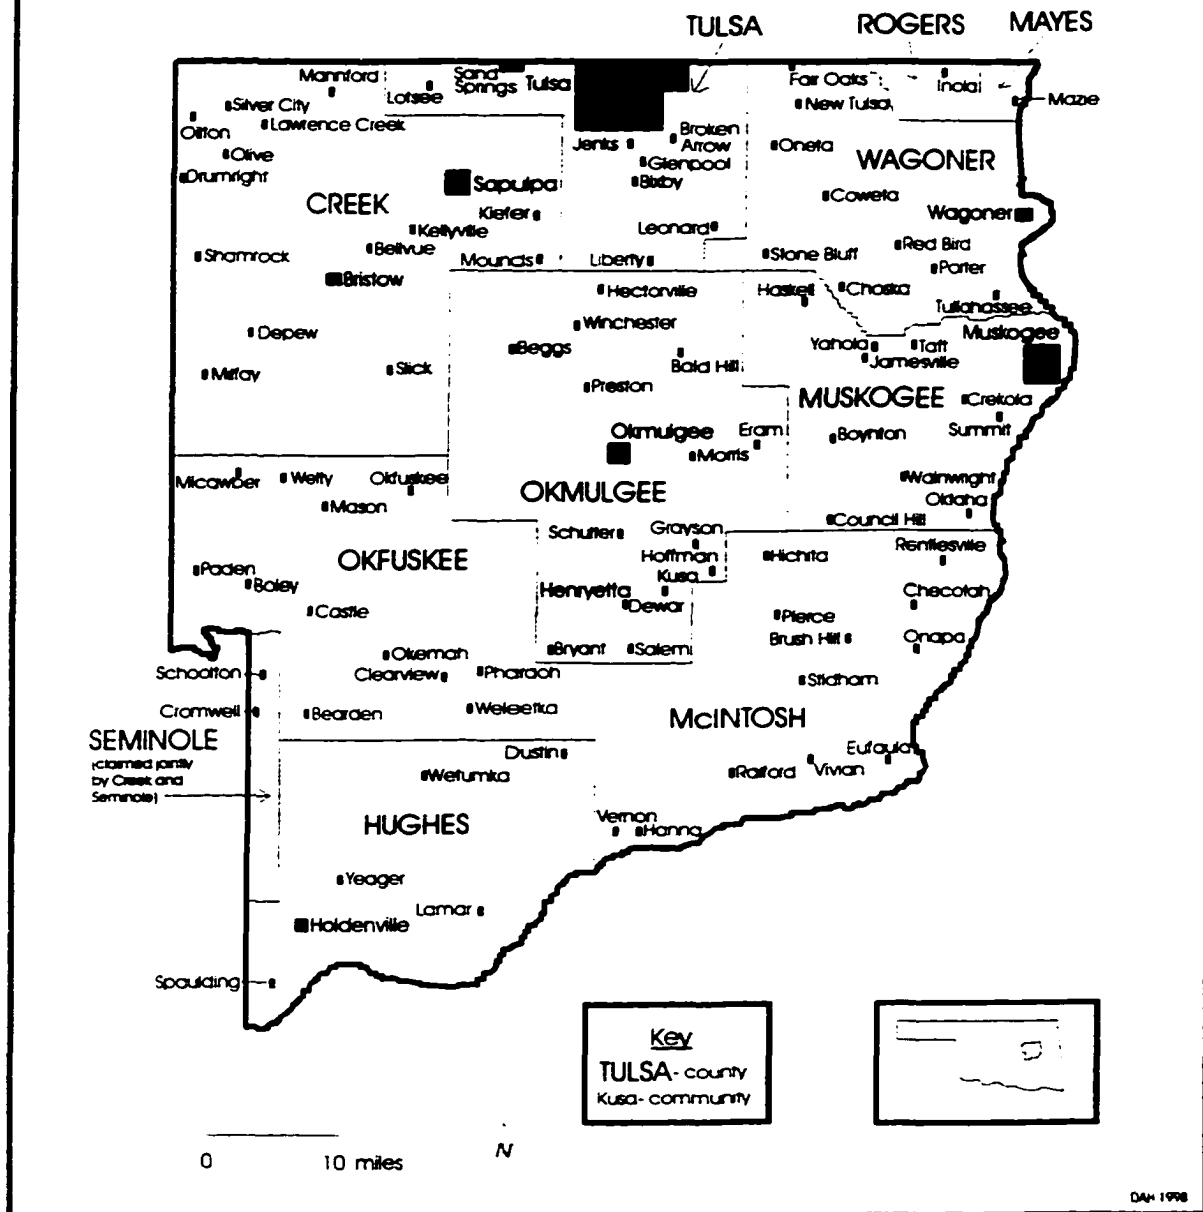 TULSA
ROGERS
MAYES
Mannford
Lotsee
Sand
Springs
Tulsa
Fair Oaks
Inola
Mazie
Silver City
New Tulsa
Oilton
Lawrence Creek
Broken
Arrow
Jenks
Oneta
WAGONER
Olive
Glenpool
Drumright
Bixby
Sapulpa
CREEK
Coweta
Kiefer
Wagoner
Kellyville
Leonard
Bellvue
Red Bird
Shamrock
Mounds
Liberty
Stone Bluff
Porter
Bristow
Hectorville
Haskell
Choska
Tullahassee
Depew
Winchester
Muskogee
Beggs
Yahola
Taft
Bald Hill
Jamesville
Milfay
Slick
Preston
MUSKOGEE
Crekola
Okmulgee
Eram
Boynton
Summit
Morris
Micawber
Welty
Okfuskee
Wainwright
OKMULGEE
Oktaha
Mason
Council Hill
Schulter
Grayson
Rentiesville
Hoffman
Hichita
OKFUSKEE
Paden
Kusa
Boley
Henryetta
Checotah
Dewar
Castle
Pierce
Brush Hill
Onapa
Bryant
Salem
Okemah
Schoolton
Clearview
Pharaoh
Stidham
Cromwell
Bearden
Weleetka
McINTOSH
SEMINOLE
(claimed jointly
by Creek and
Seminole)
Dustin
Eufaula
Wetumka
Raiford
Vivian
HUGHES
Vernon
Hanna
Yeager
Lamar
Holdenville
Spaulding
Key
TULSA- county
Kusa- community
0
10 miles
N
DAH 1998